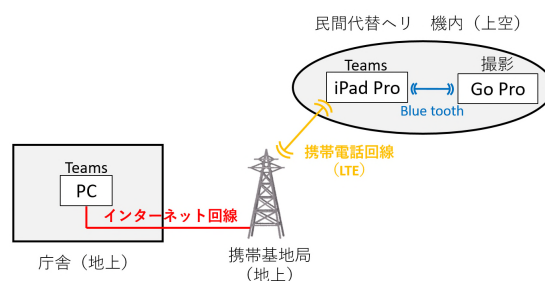 民間代替ヘリ 機内（上空）
Teams
撮影
iPad Pro
Go Pro
Blue tooth
携帯電話回線
（LTE）
Teams
PC
インターネット回線
庁舎（地上）
携帯基地局
（地上）